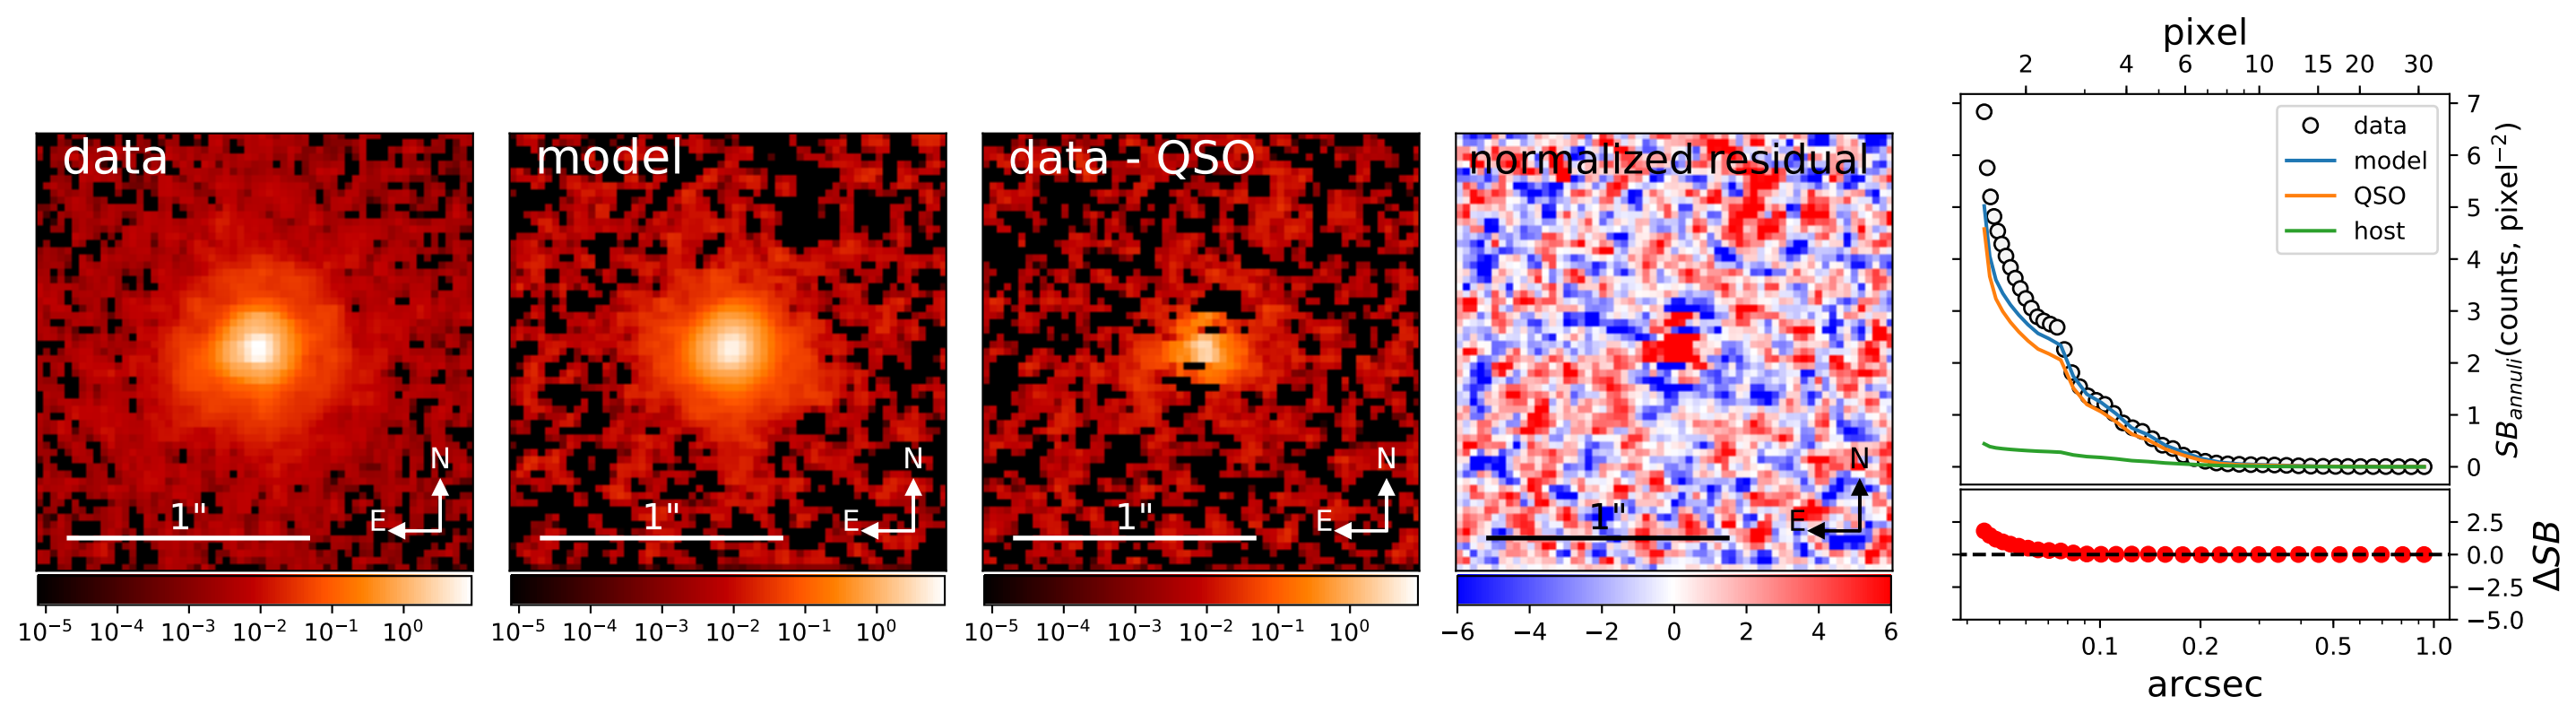 data
N
E
1"
10⁻⁵ 10⁻⁴ 10⁻³ 10⁻² 10⁻¹ 10⁰
model
N
E
1"
10⁻⁵ 10⁻⁴ 10⁻³ 10⁻² 10⁻¹ 10⁰
data - QSO
N
E
1"
10⁻⁵ 10⁻⁴ 10⁻³ 10⁻² 10⁻¹ 10⁰
normalized residual
N
E
1"
−6 −4 −2 0 2 4 6
pixel
2 4 6 10 15 20 30
data
model
QSO
host
7
6
5
4
3
2
1
0
SB_annuli(counts, pixel⁻²)
2.5
0.0
−2.5
−5.0
ΔSB
0.1 0.2 0.5 1.0
arcsec